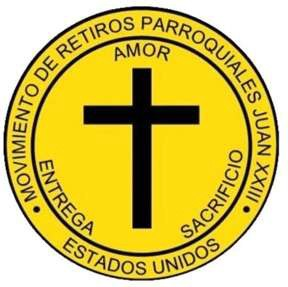 • MOVIMIENTO DE RETIROS PARROQUIALES JUAN XXIII •
ESTADOS UNIDOS
AMOR
ENTREGA
SACRIFICIO